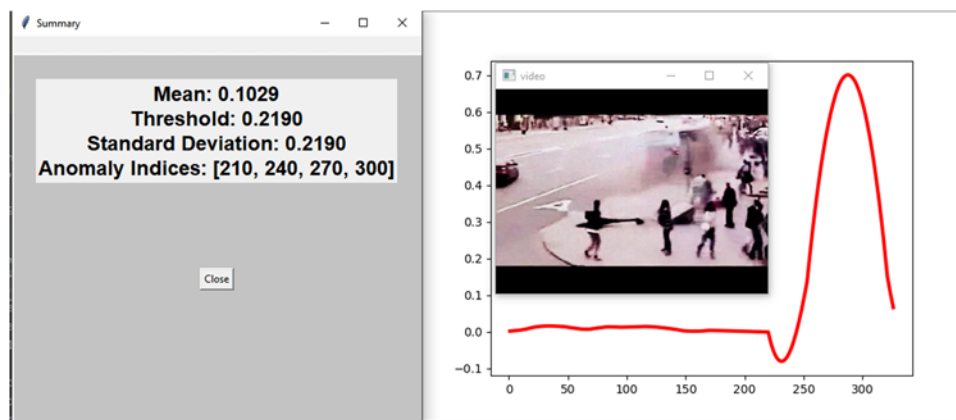 Summary
Mean: 0.1029
Threshold: 0.2190
Standard Deviation: 0.2190
Anomaly Indices: [210, 240, 270, 300]
Close
video
0.7
0.6
0.5
0.4
0.3
0.2
0.1
0.0
-0.1
0
50
100
150
200
250
300